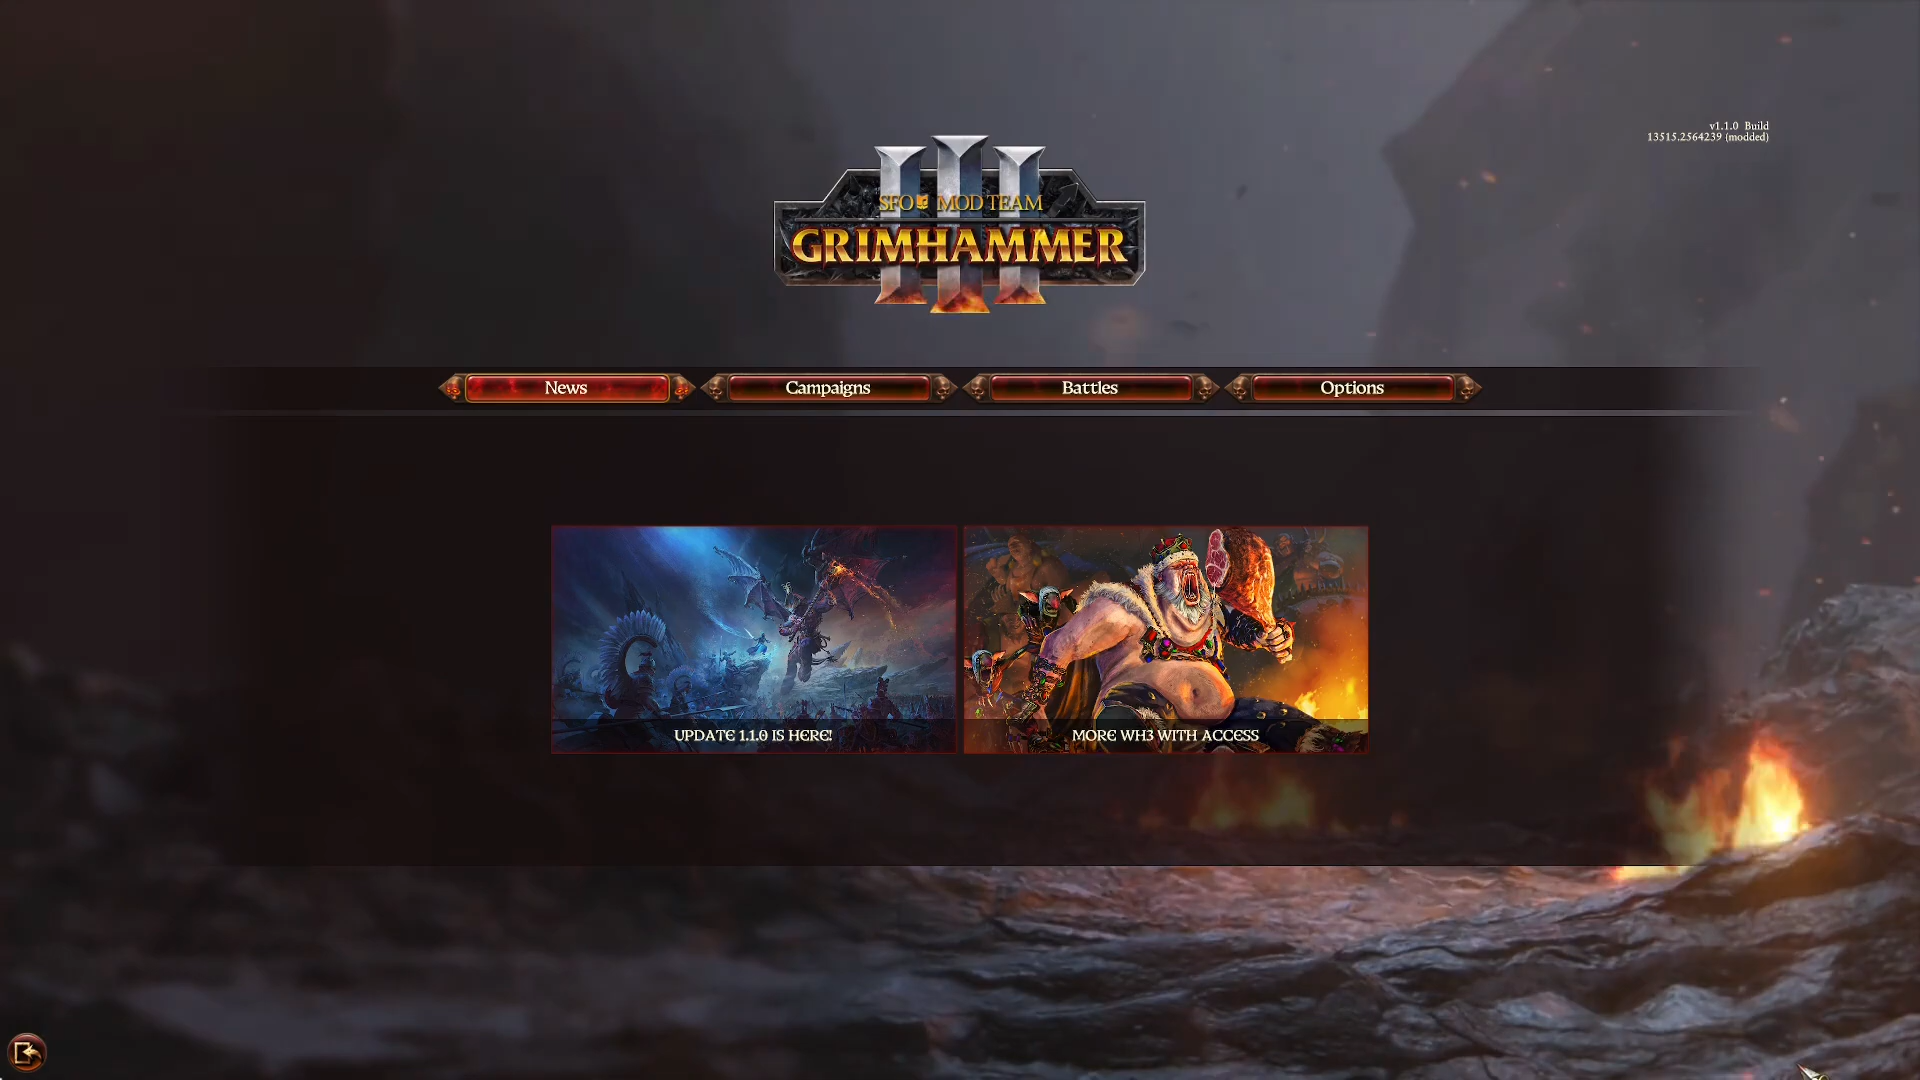 v1.1.0 Build
13515.2564239 (modded)
SFO MOD TEAM
GRIMHAMMER
III
News
Campaigns
Battles
Options
UPDATE 1.1.0 IS HERE!
MORE WH3 WITH ACCESS